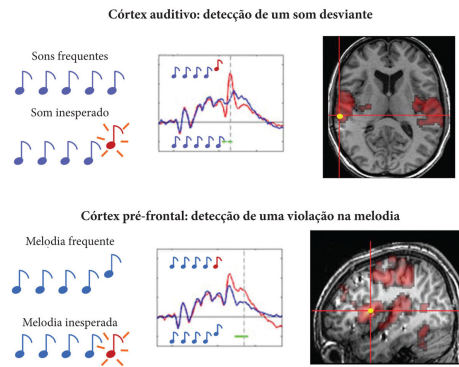 Córtex auditivo: detecção de um som desviante
Sons frequentes
Som inesperado
Córtex pré-frontal: detecção de uma violação na melodia
Melodia frequente
Melodia inesperada